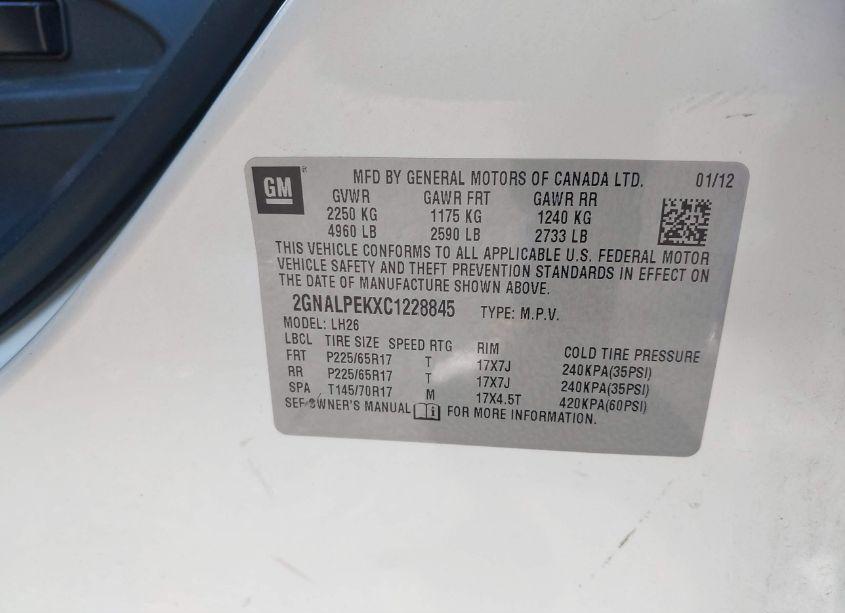 GM MFD BY GENERAL MOTORS OF CANADA LTD. 01/12
GVWR GAWR FRT GAWR RR
2250 KG 1175 KG 1240 KG
4960 LB 2590 LB 2733 LB
THIS VEHICLE CONFORMS TO ALL APPLICABLE U.S. FEDERAL MOTOR
VEHICLE SAFETY AND THEFT PREVENTION STANDARDS IN EFFECT ON
THE DATE OF MANUFACTURE SHOWN ABOVE.
2GNALPEKXC1228845 TYPE: M.P.V.
MODEL: LH26
LBCL TIRE SIZE SPEED RTG RIM COLD TIRE PRESSURE
FRT P225/65R17 T 17X7J 240KPA(35PSI)
RR P225/65R17 T 17X7J 240KPA(35PSI)
SPA T145/70R17 M 17X4.5T 420KPA(60PSI)
SEE OWNER'S MANUAL FOR MORE INFORMATION.